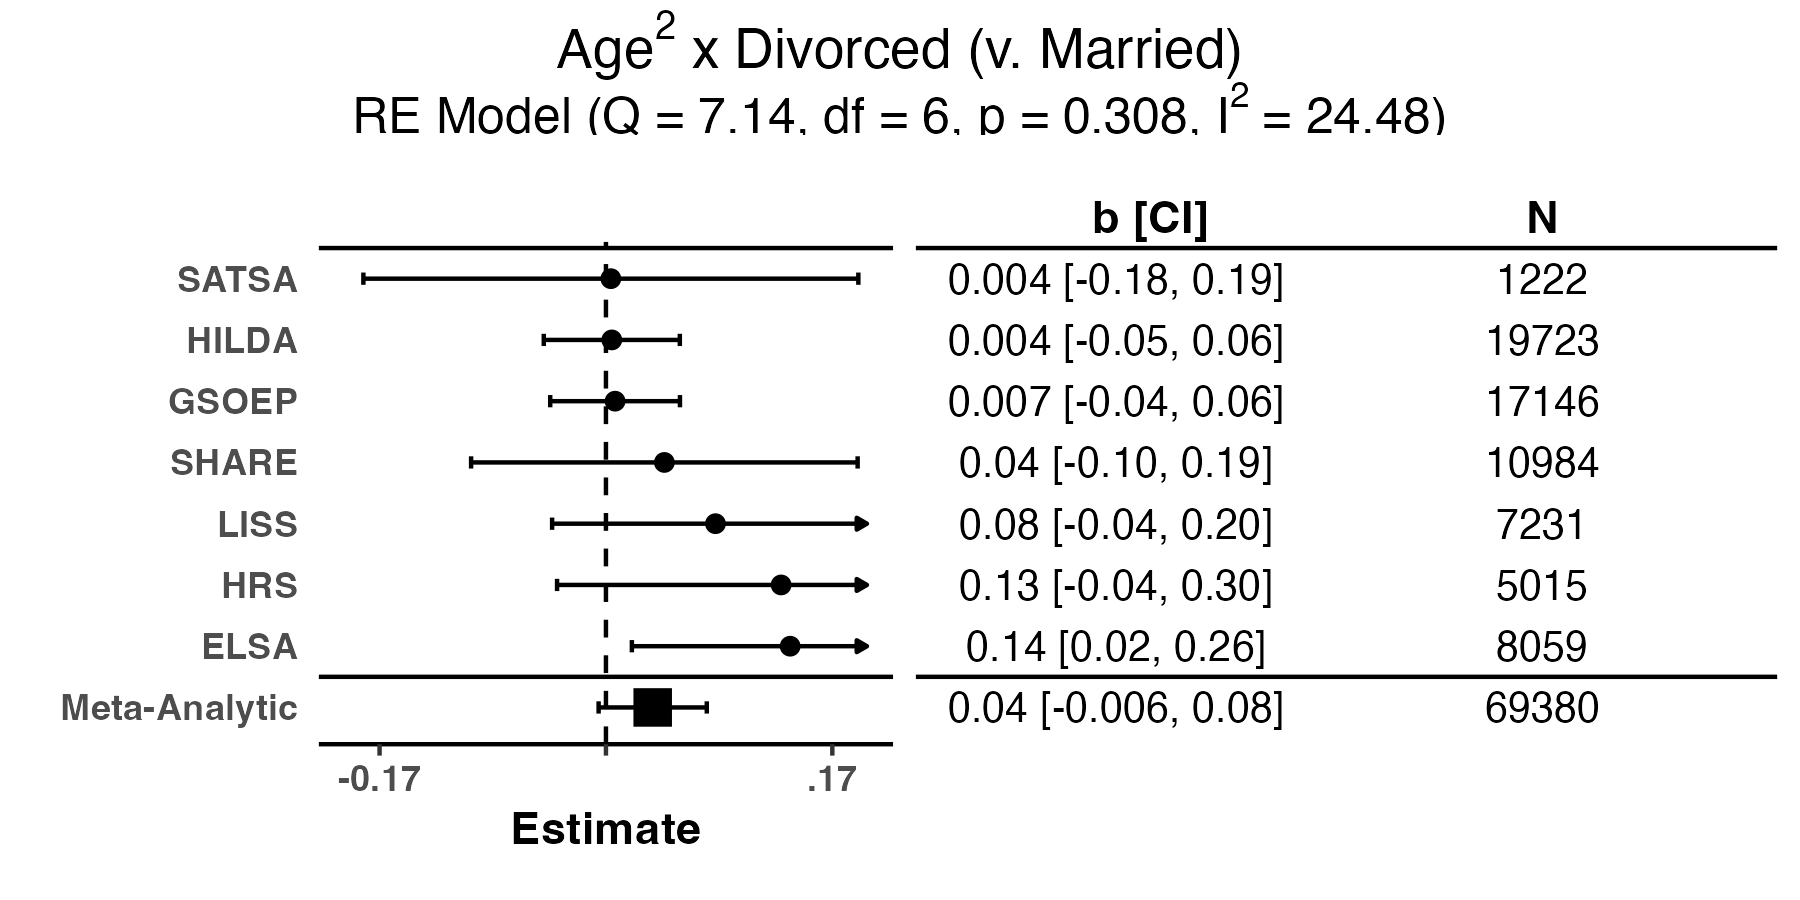 Age² x Divorced (v. Married)
RE Model (Q = 7.14, df = 6, p = 0.308, I² = 24.48)
b [CI] N
SATSA 0.004 [-0.18, 0.19] 1222
HILDA 0.004 [-0.05, 0.06] 19723
GSOEP 0.007 [-0.04, 0.06] 17146
SHARE 0.04 [-0.10, 0.19] 10984
LISS 0.08 [-0.04, 0.20] 7231
HRS 0.13 [-0.04, 0.30] 5015
ELSA 0.14 [0.02, 0.26] 8059
Meta-Analytic 0.04 [-0.006, 0.08] 69380
-0.17 .17
Estimate